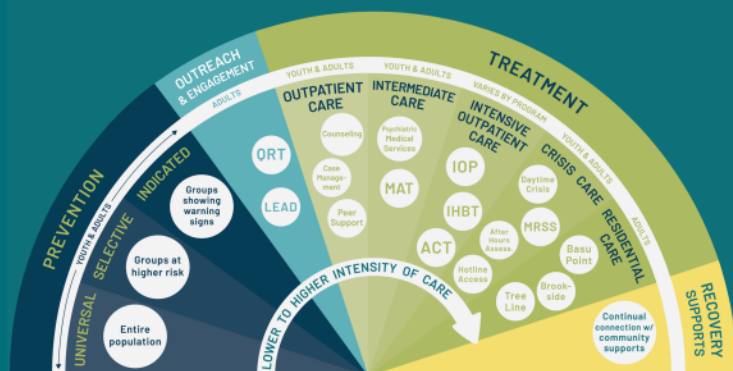 PREVENTION
YOUTH & ADULTS
UNIVERSAL
Entire
population
SELECTIVE
Groups at
higher risk
INDICATED
Groups
showing
warning
signs
OUTREACH
& ENGAGEMENT
ADULTS
QRT
LEAD
TREATMENT
YOUTH & ADULTS
OUTPATIENT
CARE
Counseling
Case
Manage-
ment
Peer
Support
YOUTH & ADULTS
INTERMEDIATE
CARE
Psychiatric
Medical
Services
MAT
VARIES BY PROGRAM
INTENSIVE
OUTPATIENT
CARE
IOP
IHBT
ACT
YOUTH & ADULTS
CRISIS CARE
Daytime
Crisis
MRSS
After
Hours
Assess.
Hotline
Access
ADULTS
RESIDENTIAL
CARE
Basu
Point
Brook-
side
Tree
Line
RECOVERY
SUPPORTS
Continual
connection w/
community
supports
LOWER TO HIGHER INTENSITY OF CARE